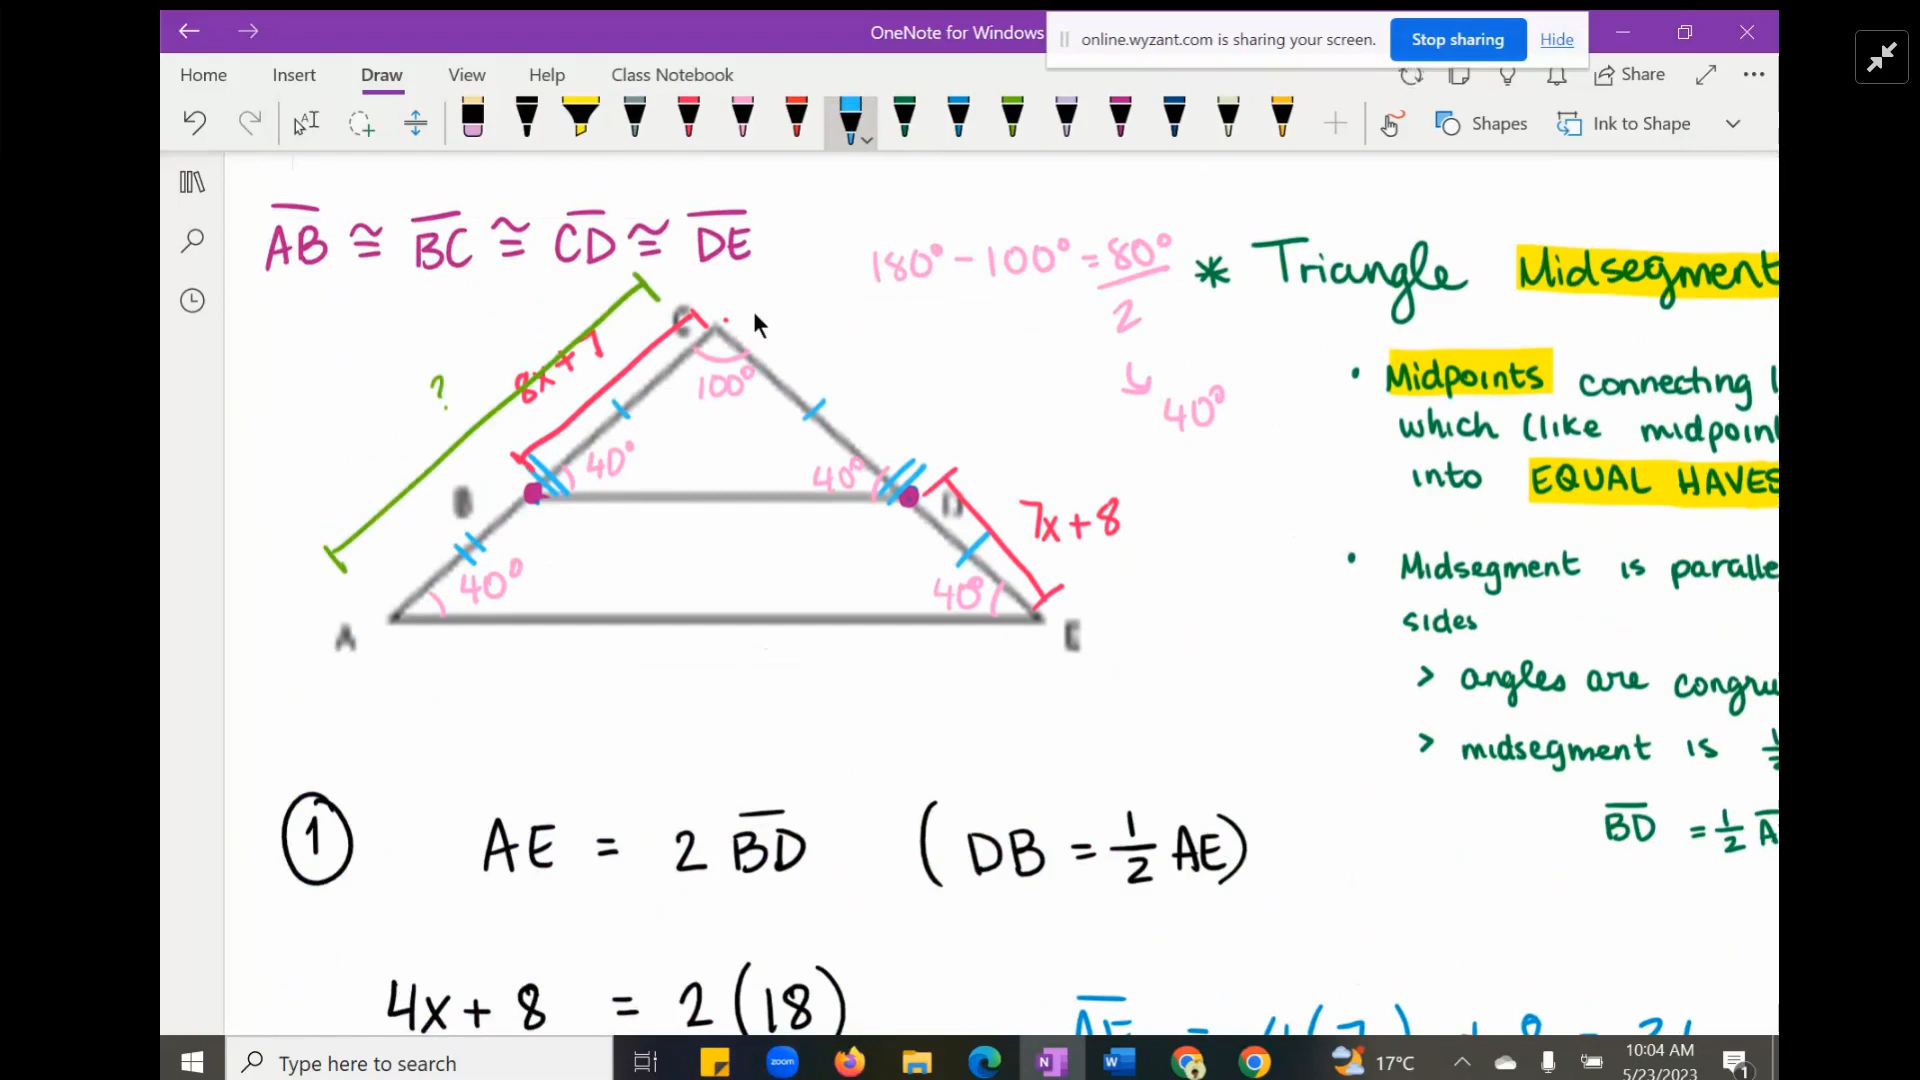 OneNote for Windows
online.wyzant.com is sharing your screen. Stop sharing Hide
Home Insert Draw View Help Class Notebook Share
Shapes Ink to Shape
AB ≅ BC ≅ CD ≅ DE
180° - 100° = 80°
2
40°
* Triangle Midsegment
C
?
8x + 7
100°
• Midpoints connecting
which (like midpoin
into EQUAL HAVES
40° 40°
B D
7x+8
40° 40°
A E
• Midsegment is paralle
sides
> angles are congru
> midsegment is
BD = 1/2 A
① AE = 2 BD (DB = 1/2 AE)
4x + 8 = 2(18)
Type here to search
zoom
17°C
10:04 AM
5/23/2023
1